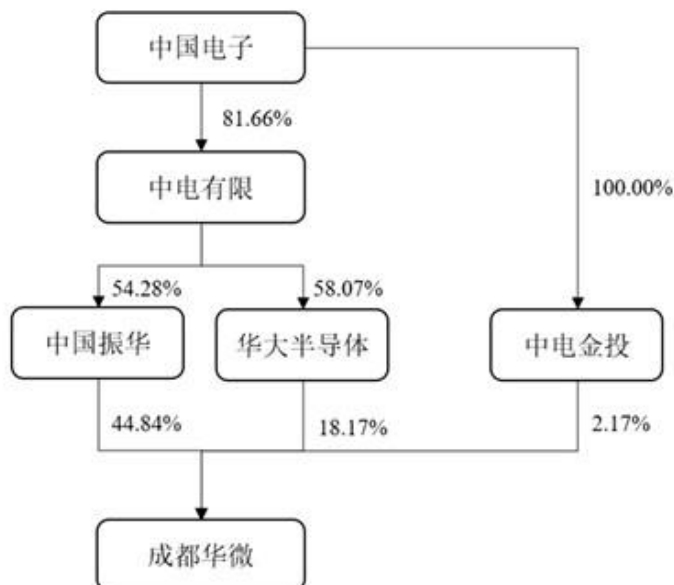 中国电子
81.66%
中电有限
100.00%
54.28%
58.07%
中国振华
华大半导体
中电金投
44.84%
18.17%
2.17%
成都华微